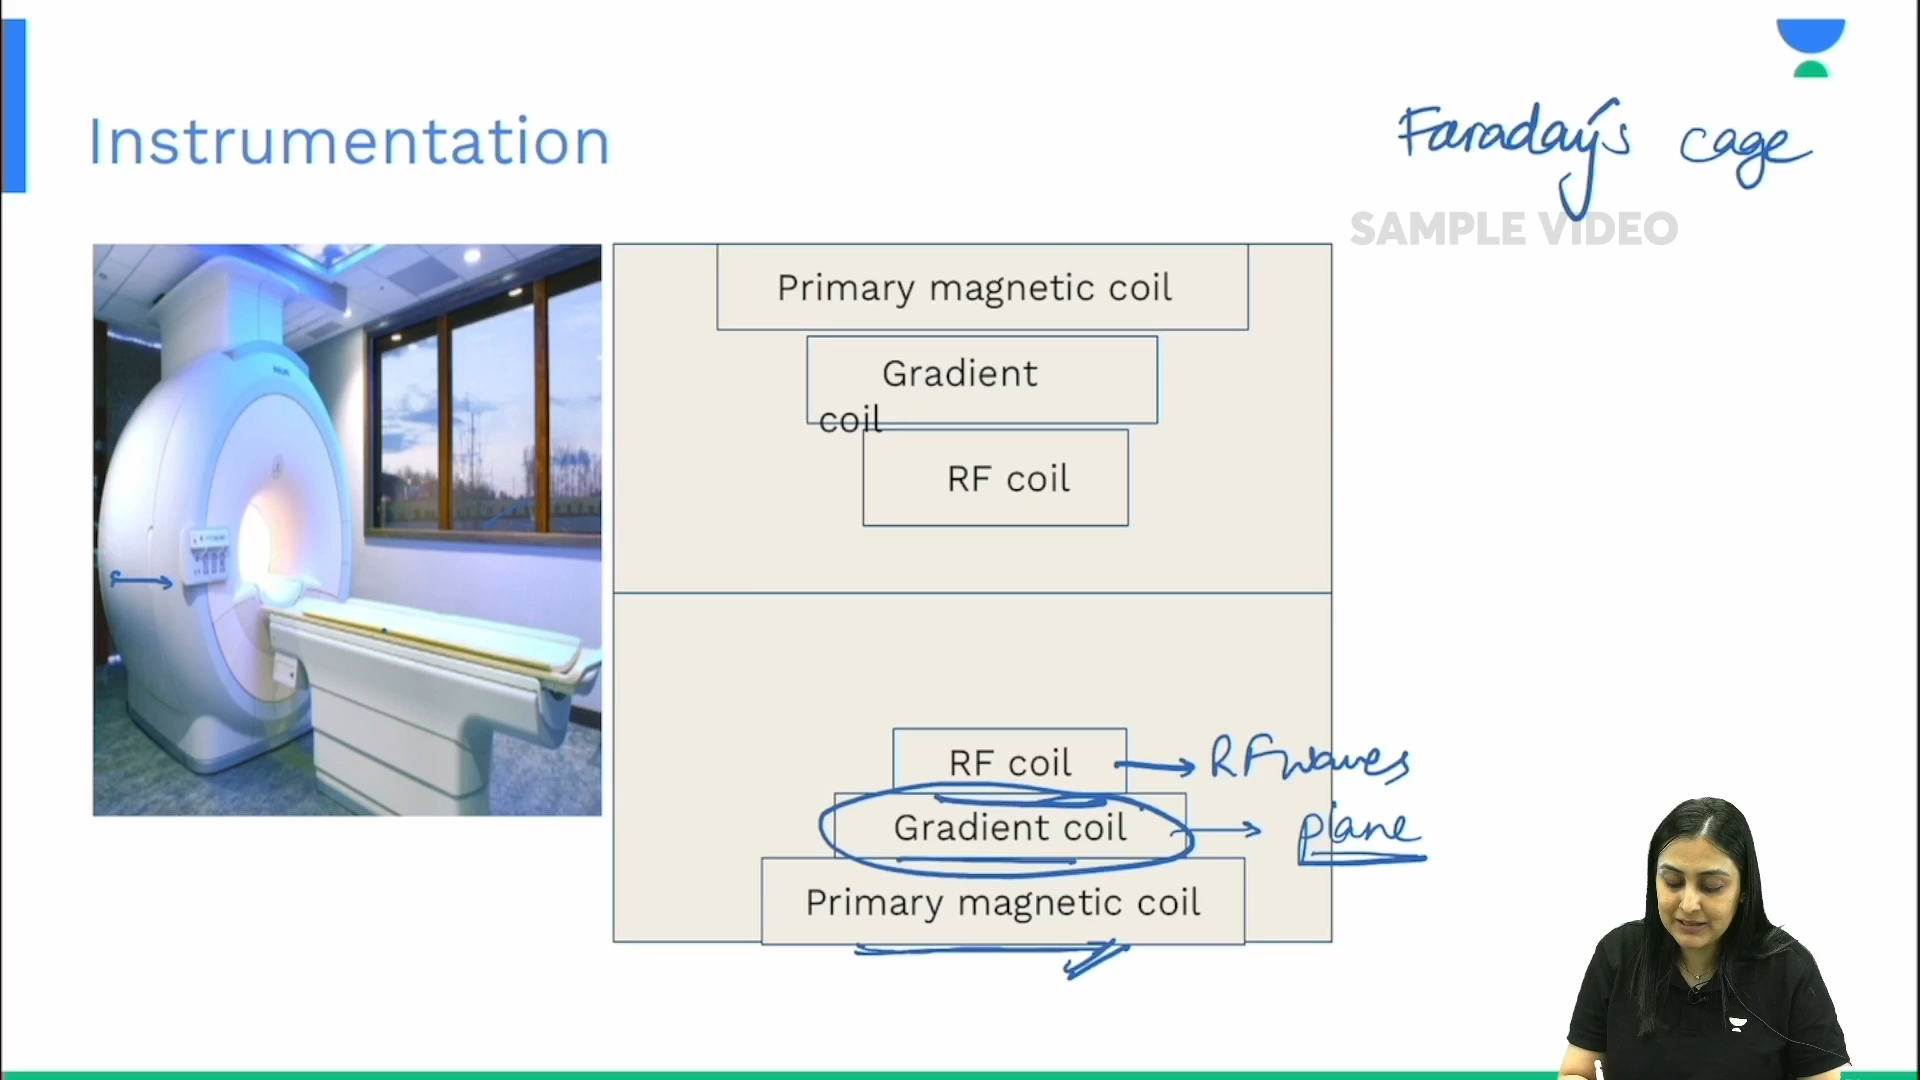 Instrumentation
Faraday's cage
SAMPLE VIDEO
Primary magnetic coil
Gradient
coil
RF coil
RF coil → RF waves
Gradient coil → plane
Primary magnetic coil